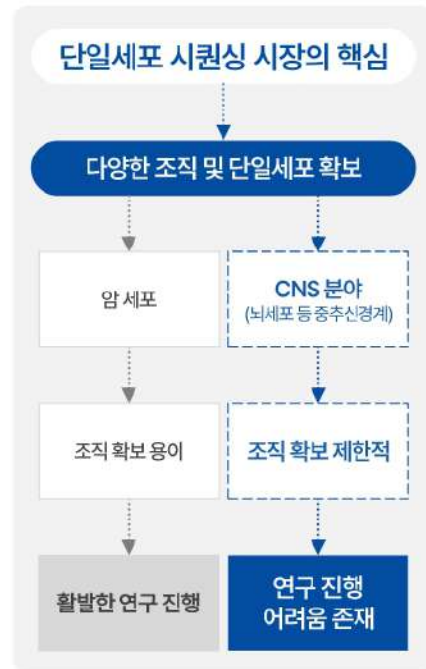 단일세포 시퀀싱 시장의 핵심
다양한 조직 및 단일세포 확보
암 세포
CNS 분야
(뇌세포 등 중추신경계)
조직 확보 용이
조직 확보 제한적
활발한 연구 진행
연구 진행
어려움 존재